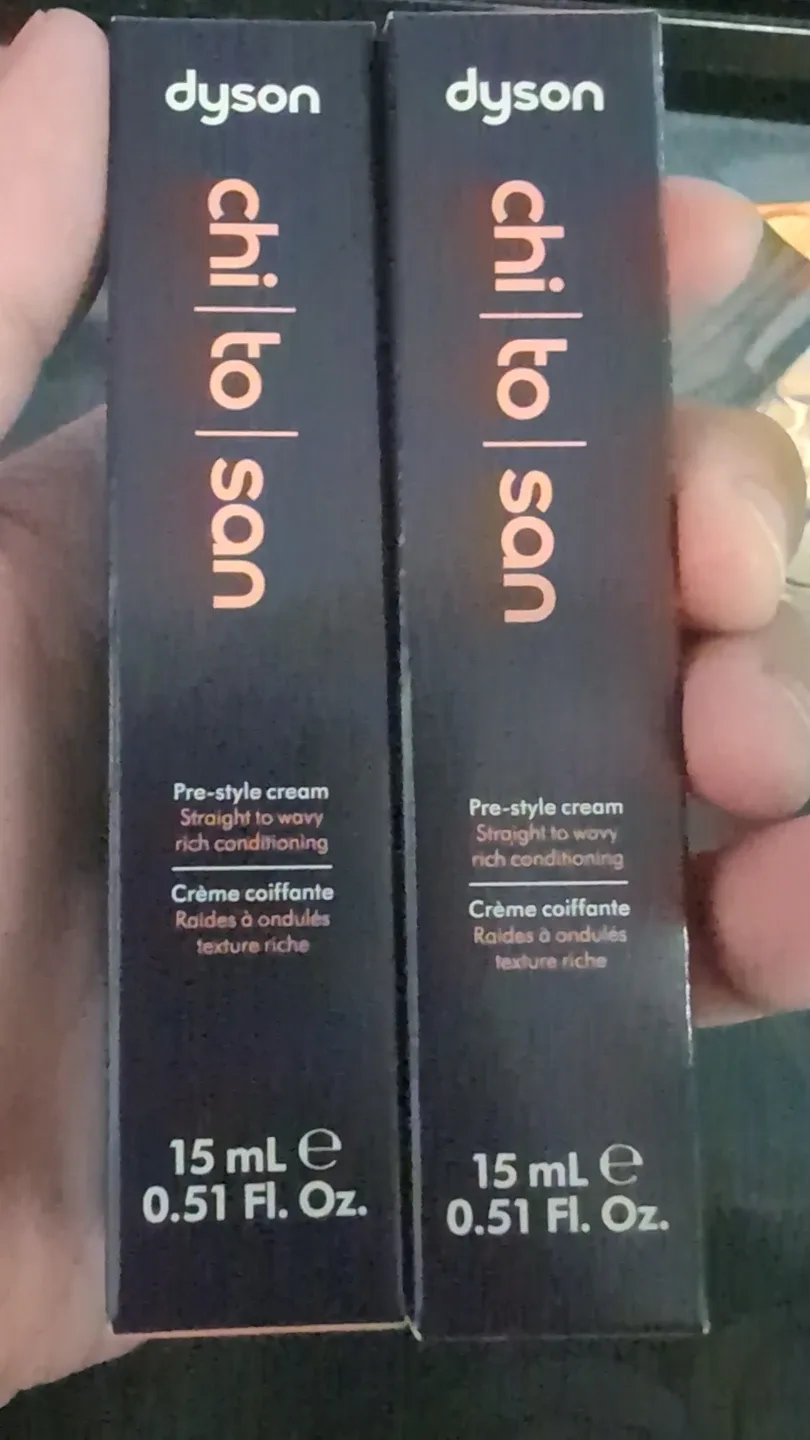 dyson
chi|to|san
Pre-style cream
Straight to wavy
rich conditioning
Crème coiffante
Raides à ondulés
texture riche
15 mL ℮
0.51 Fl. Oz.
dyson
chi|to|san
Pre-style cream
Straight to wavy
rich conditioning
Crème coiffante
Raides à ondulés
texture riche
15 mL ℮
0.51 Fl. Oz.